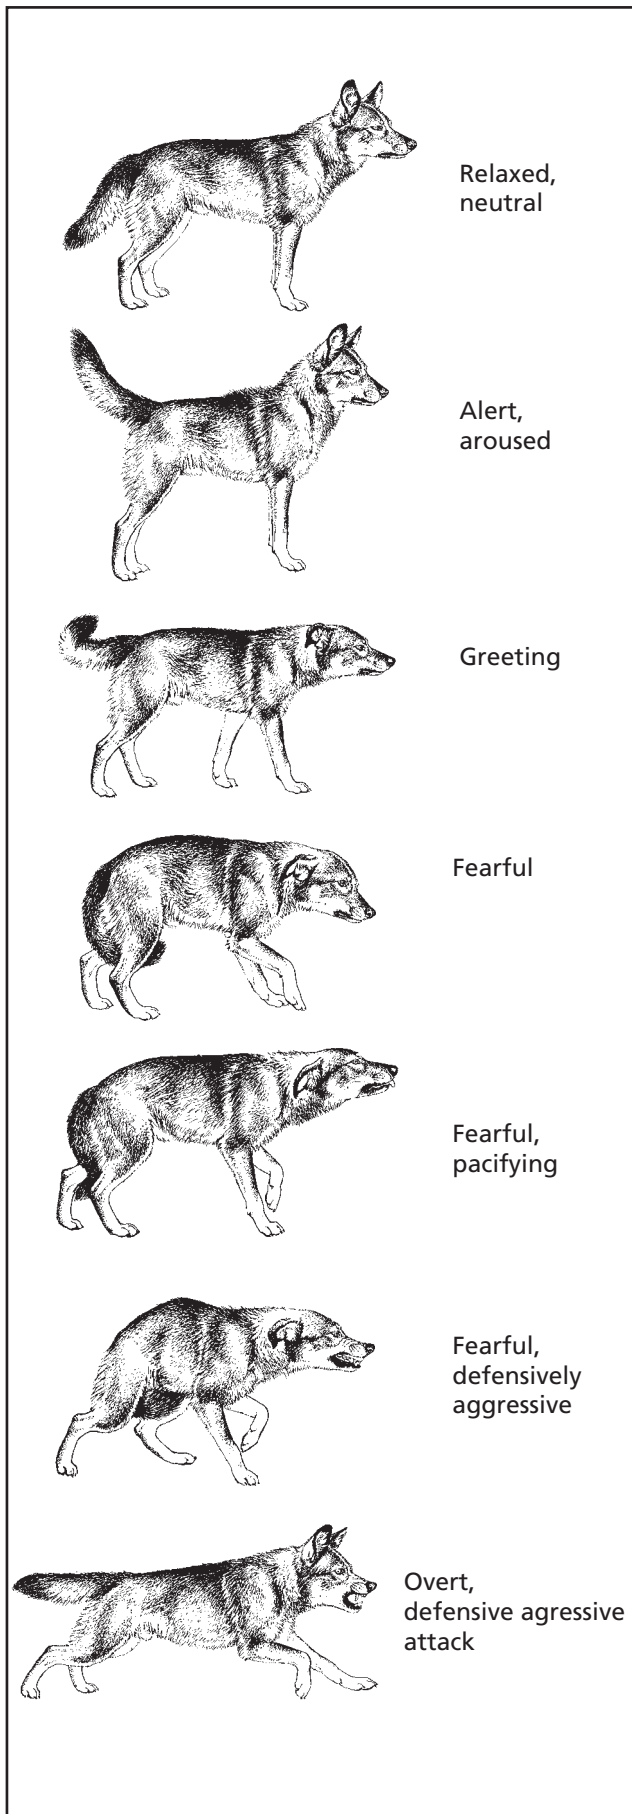 Relaxed,
neutral
Alert,
aroused
Greeting
Fearful
Fearful,
pacifying
Fearful,
defensively
aggressive
Overt,
defensive agressive
attack